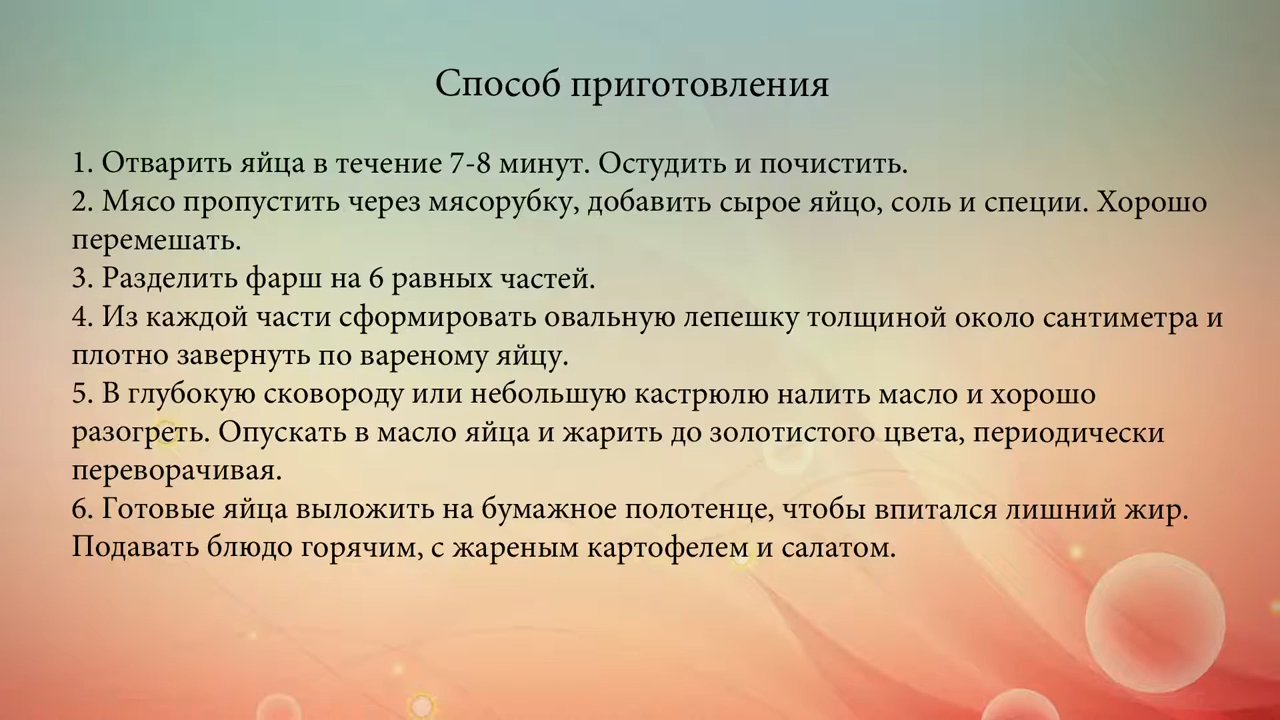 Способ приготовления
1. Отварить яйца в течение 7-8 минут. Остудить и почистить.
2. Мясо пропустить через мясорубку, добавить сырое яйцо, соль и специи. Хорошо
перемешать.
3. Разделить фарш на 6 равных частей.
4. Из каждой части сформировать овальную лепешку толщиной около сантиметра и
плотно завернуть по вареному яйцу.
5. В глубокую сковороду или небольшую кастрюлю налить масло и хорошо
разогреть. Опускать в масло яйца и жарить до золотистого цвета, периодически
переворачивая.
6. Готовые яйца выложить на бумажное полотенце, чтобы впитался лишний жир.
Подавать блюдо горячим, с жареным картофелем и салатом.